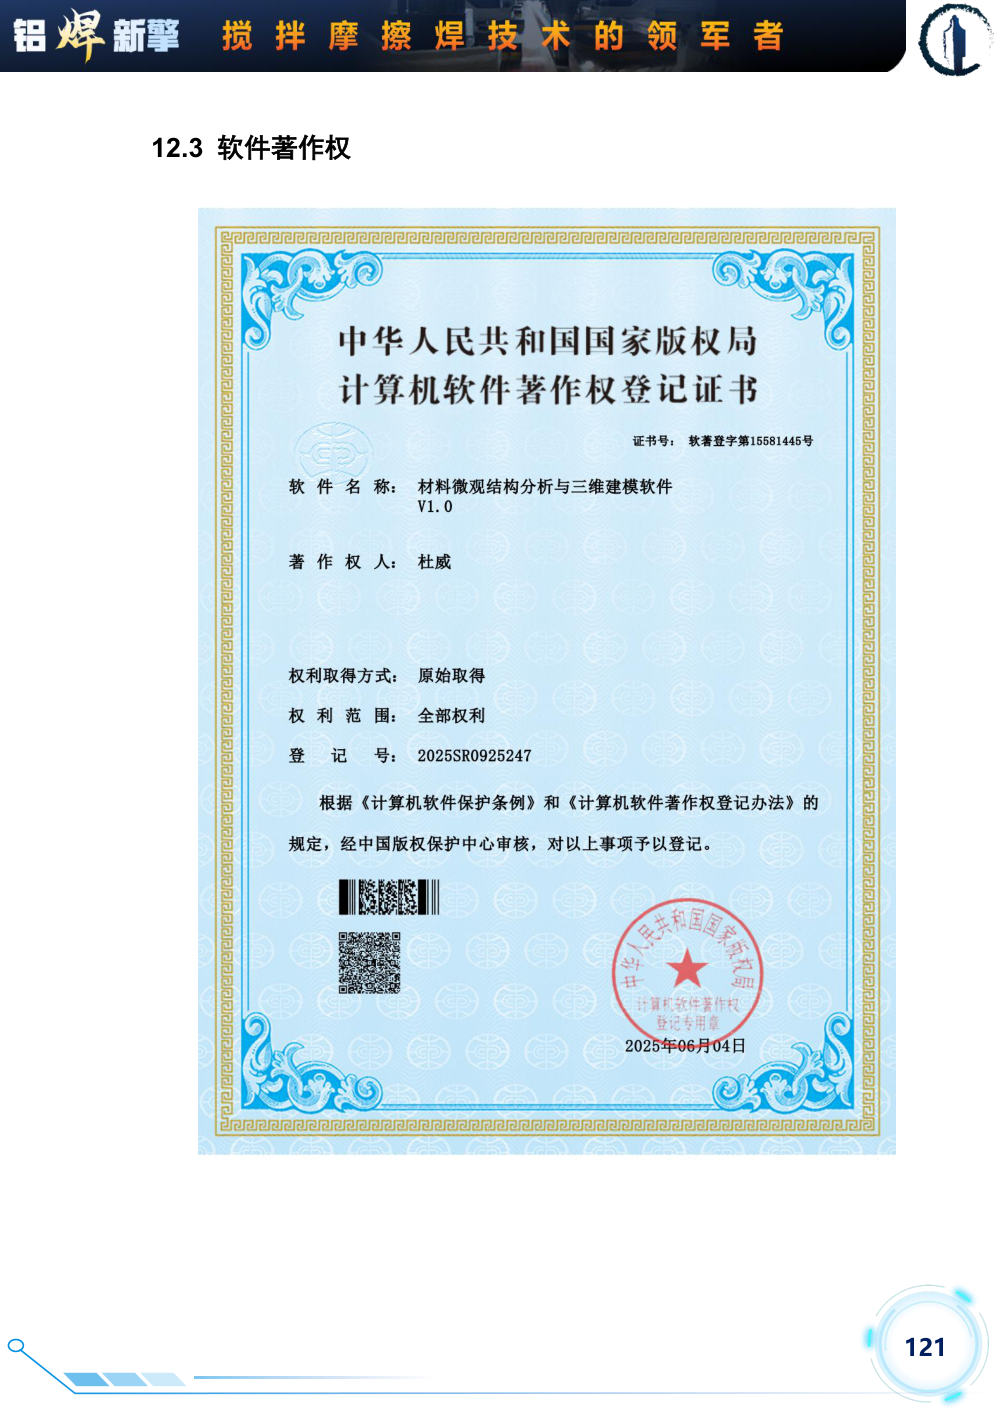 铝焊新擎 搅拌摩擦焊技术的领军者
12.3 软件著作权
中华人民共和国国家版权局
计算机软件著作权登记证书
证书号： 软著登字第15581445号
软件名称： 材料微观结构分析与三维建模软件
V1.0
著作权人： 杜威
权利取得方式： 原始取得
权利范围： 全部权利
登记号： 2025SR0925247
根据《计算机软件保护条例》和《计算机软件著作权登记办法》的
规定，经中国版权保护中心审核，对以上事项予以登记。
中华人民共和国国家版权局
计算机软件著作权
登记专用章
2025年06月04日
121